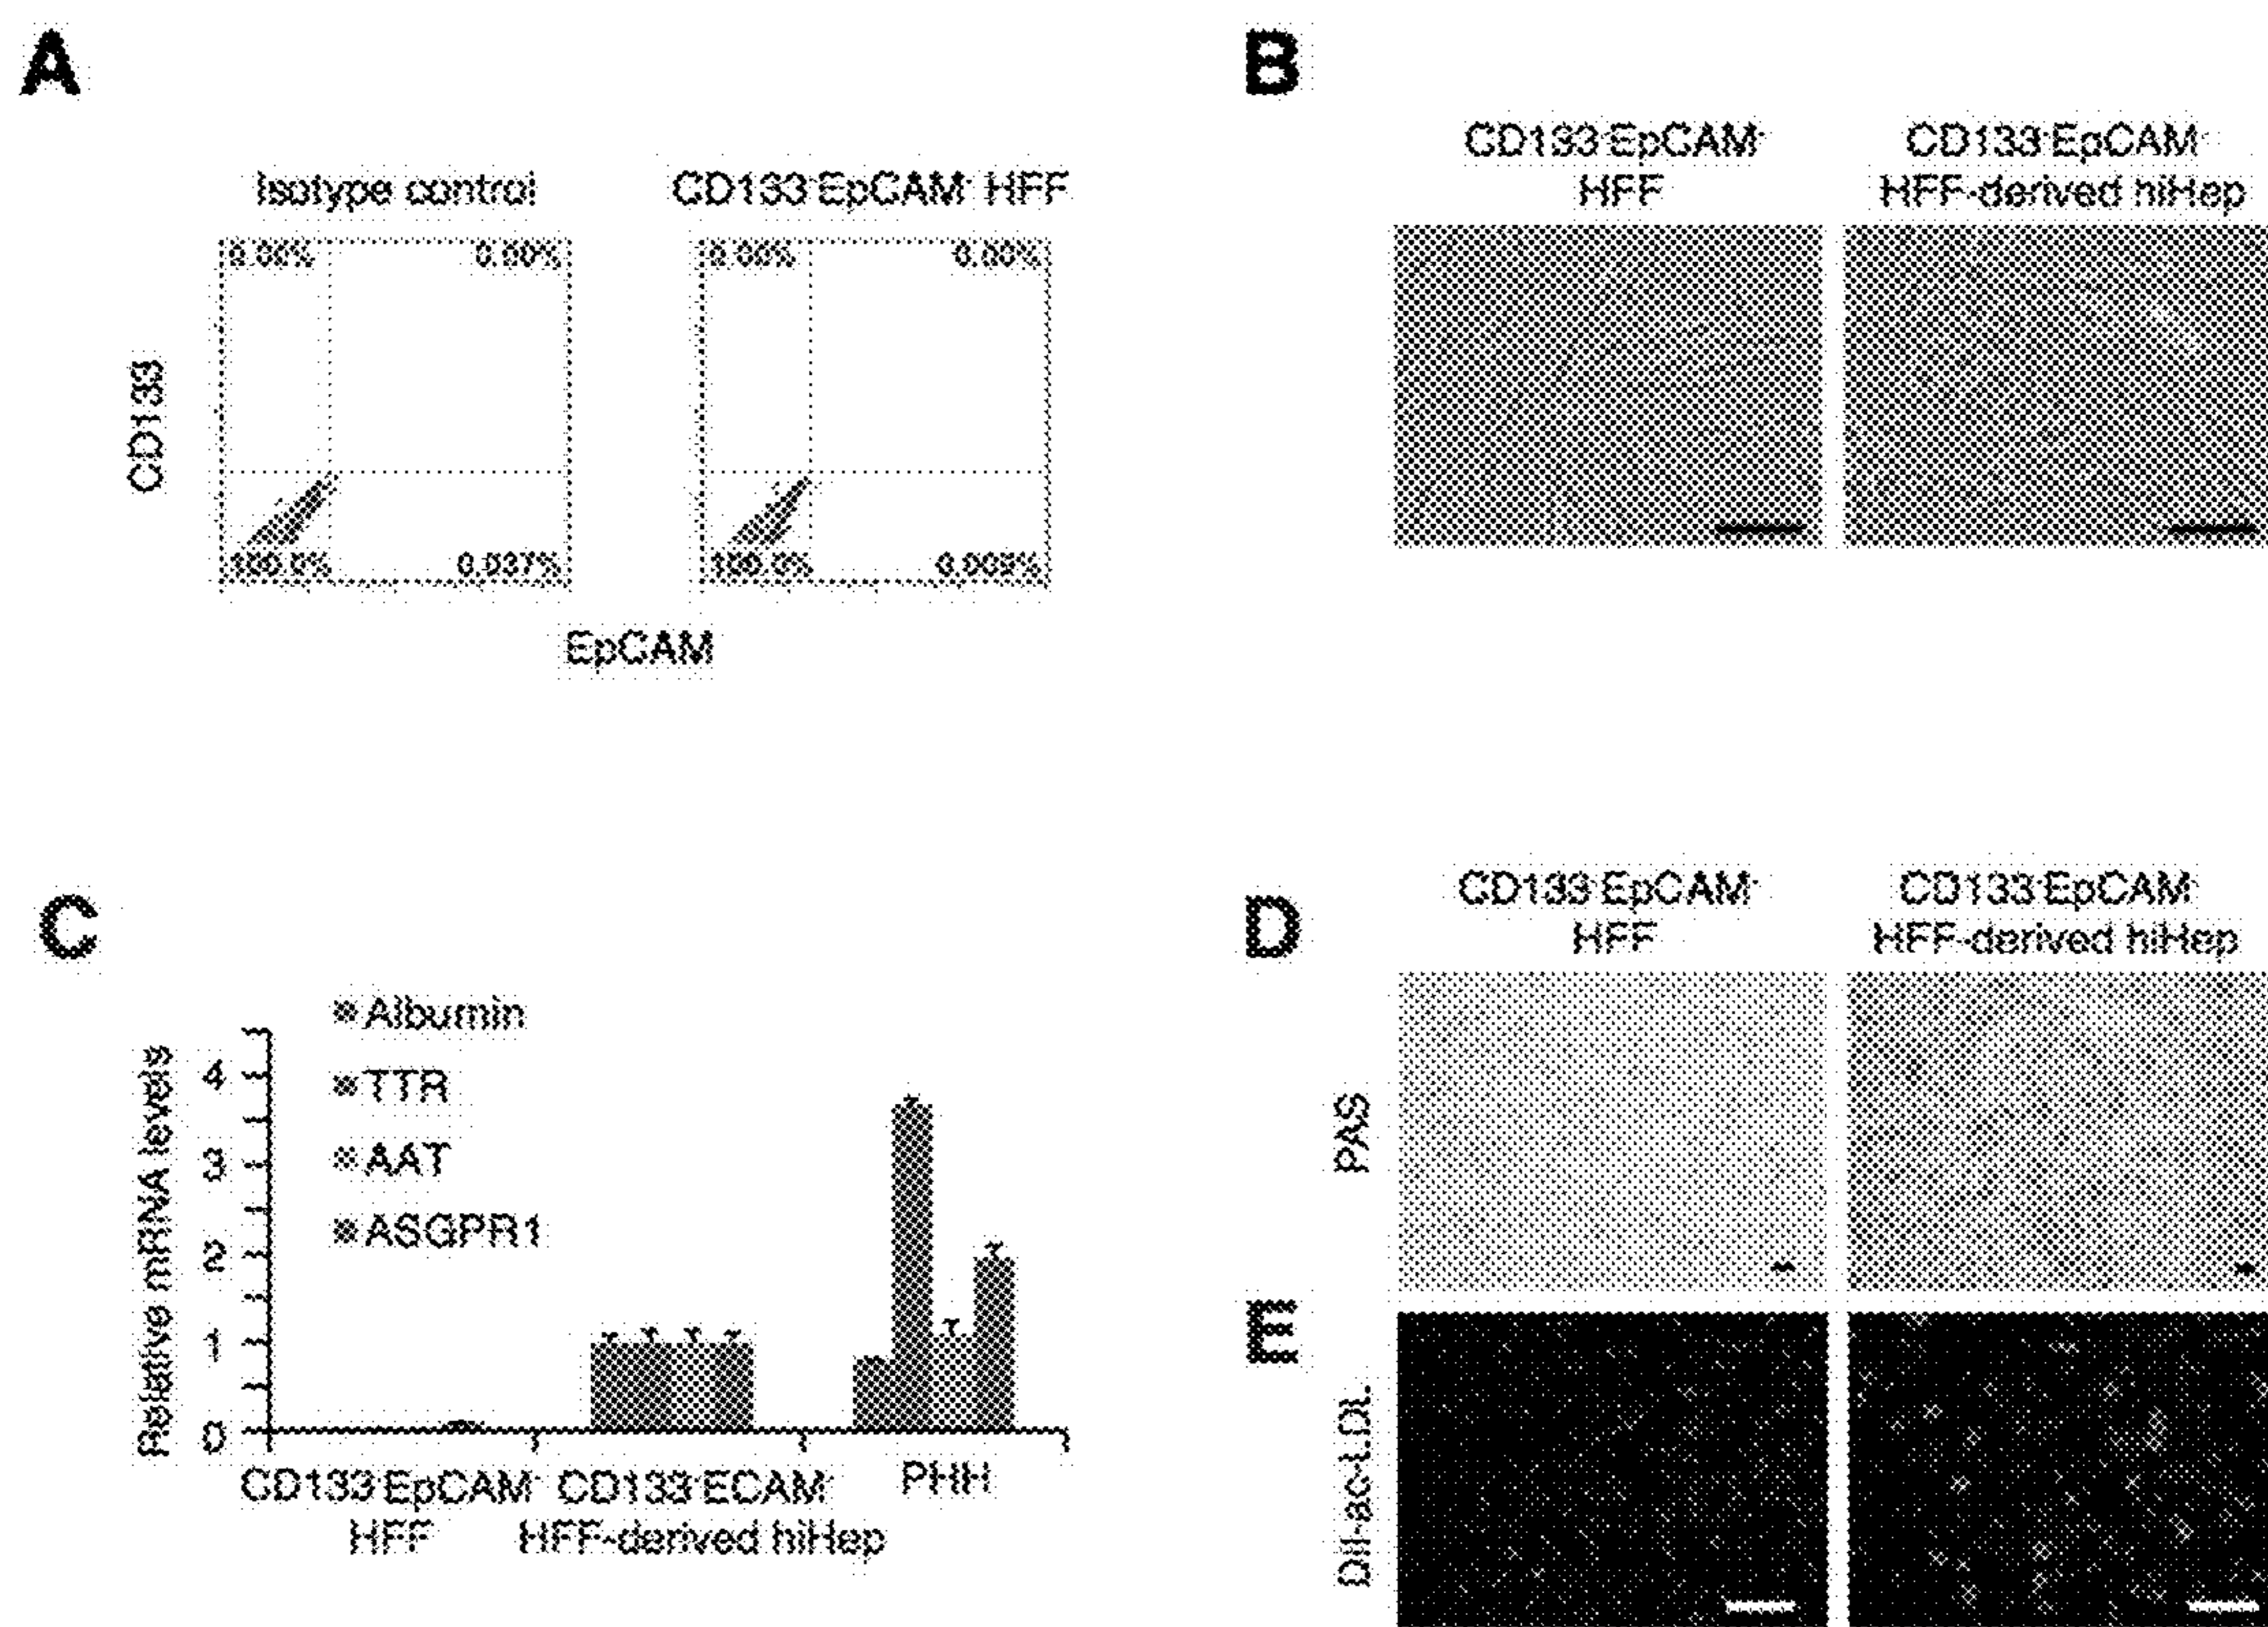 A
Isotype control
CD133-EpCAM- HFF
0.00%
0.00%
0.00%
0.00%
CD133
100.0%
0.037%
100.0%
0.009%
EpCAM
B
CD133-EpCAM-
HFF
CD133-EpCAM-
HFF-derived hiHep
C
Albumin
TTR
AAT
ASGPR1
Relative mRNA levels
4
3
2
1
0
CD133-EpCAM-
HFF
CD133-ECAM-
HFF-derived hiHep
PHH
D
CD133-EpCAM-
HFF
CD133-EpCAM-
HFF-derived hiHep
PAS
E
DiI-ac-LDL